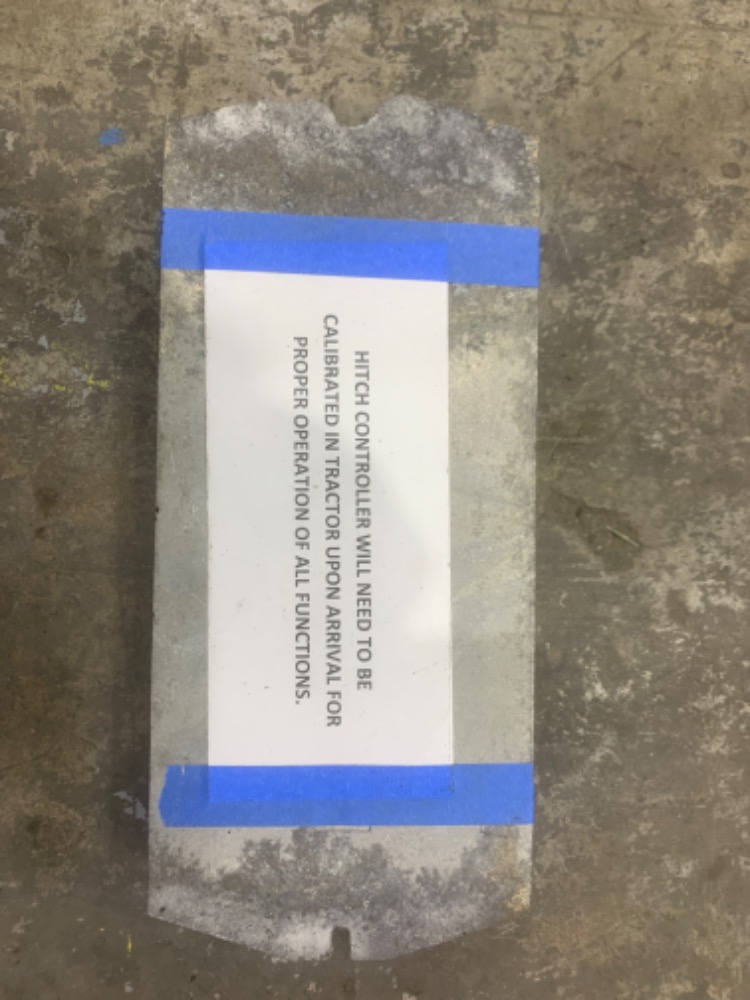 HITCH CONTROLLER WILL NEED TO BE
CALIBRATED IN TRACTOR UPON ARRIVAL FOR
PROPER OPERATION OF ALL FUNCTIONS.